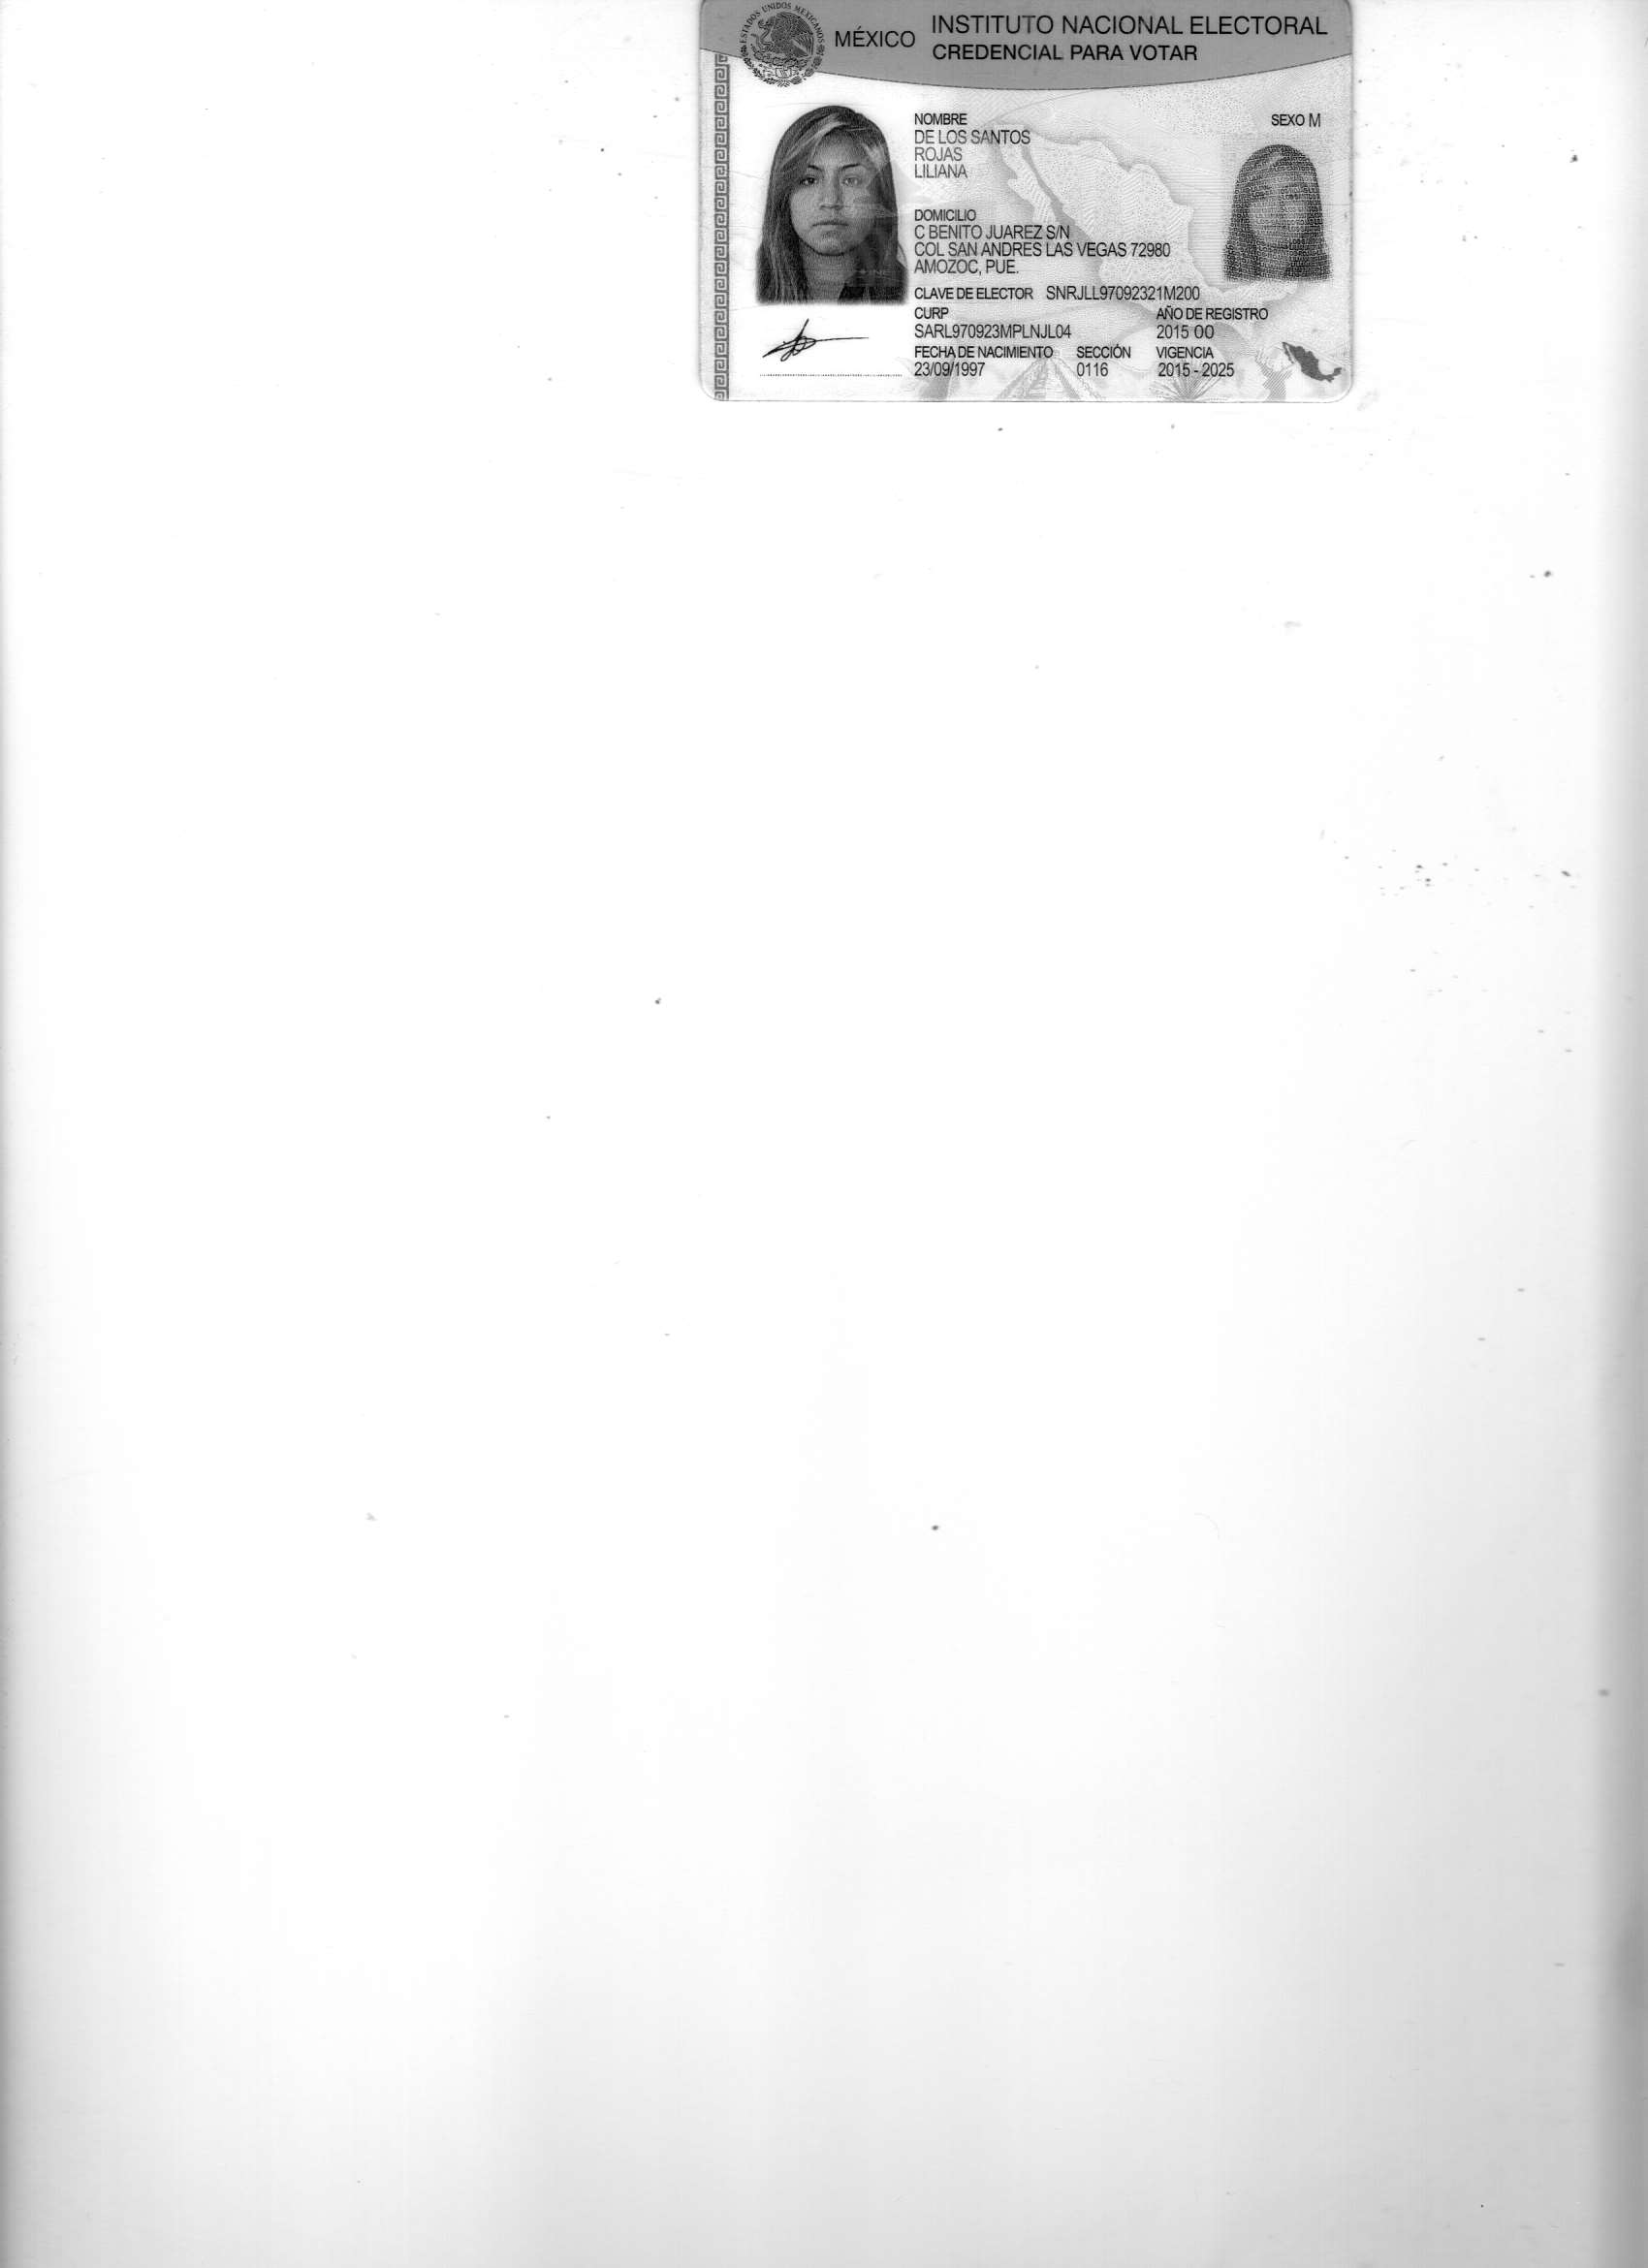 ESTADOS UNIDOS MEXICANOS
MÉXICO INSTITUTO NACIONAL ELECTORAL
CREDENCIAL PARA VOTAR
NOMBRE SEXO M
DE LOS SANTOS
ROJAS
LILIANA
DOMICILIO
C BENITO JUAREZ S/N
COL SAN ANDRES LAS VEGAS 72980
AMOZOC, PUE.
CLAVE DE ELECTOR SNRJLL97092321M200
CURP AÑO DE REGISTRO
SARL970923MPLNJL04 2015 00
FECHA DE NACIMIENTO SECCIÓN VIGENCIA
23/09/1997 0116 2015 - 2025